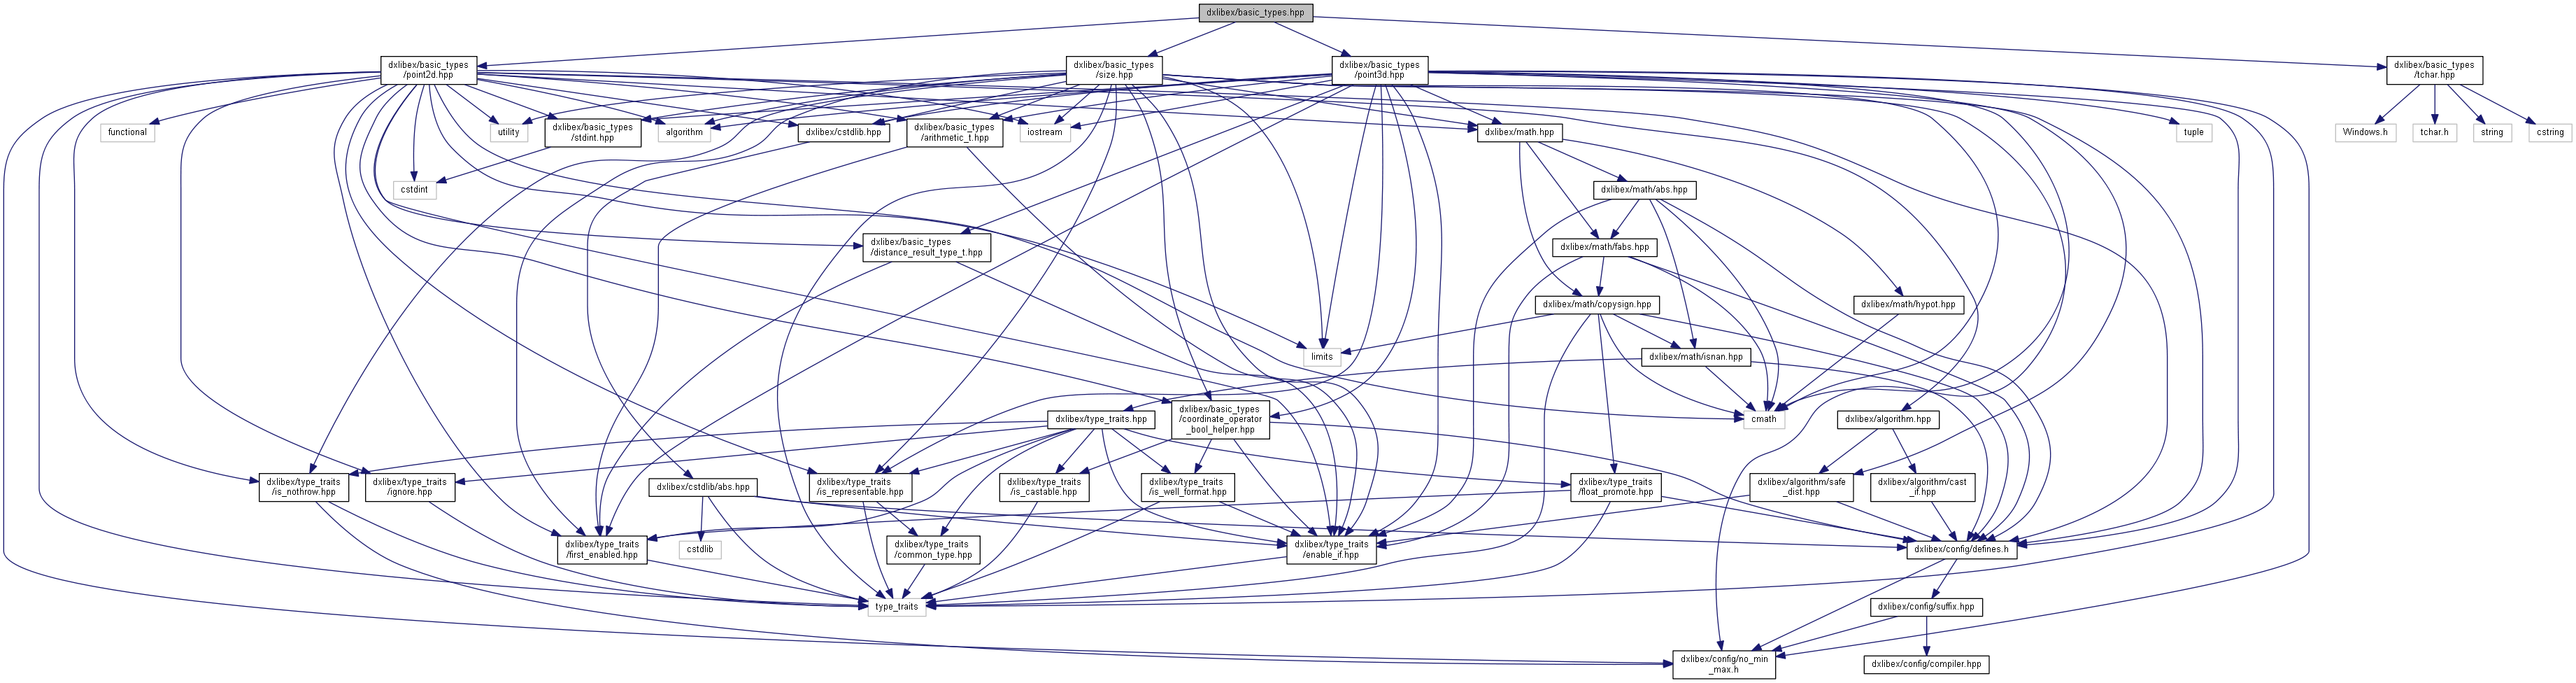 dxlibex/basic_types.hpp
dxlibex/basic_types
/point2d.hpp
dxlibex/basic_types
/size.hpp
dxlibex/basic_types
/point3d.hpp
dxlibex/basic_types
/tchar.hpp
functional
utility
dxlibex/basic_types
/stdint.hpp
algorithm
dxlibex/cstdlib.hpp
dxlibex/basic_types
/arithmetic_t.hpp
iostream
dxlibex/math.hpp
tuple
Windows.h
tchar.h
string
cstring
cstdint
dxlibex/math/abs.hpp
dxlibex/basic_types
/distance_result_type_t.hpp
dxlibex/math/fabs.hpp
dxlibex/math/copysign.hpp
dxlibex/math/hypot.hpp
limits
dxlibex/math/isnan.hpp
dxlibex/type_traits.hpp
dxlibex/basic_types
/coordinate_operator
_bool_helper.hpp
cmath
dxlibex/algorithm.hpp
dxlibex/type_traits
/is_nothrow.hpp
dxlibex/type_traits
/ignore.hpp
dxlibex/cstdlib/abs.hpp
dxlibex/type_traits
/is_representable.hpp
dxlibex/type_traits
/is_castable.hpp
dxlibex/type_traits
/is_well_format.hpp
dxlibex/type_traits
/float_promote.hpp
dxlibex/algorithm/safe
_dist.hpp
dxlibex/algorithm/cast
_if.hpp
dxlibex/type_traits
/first_enabled.hpp
cstdlib
dxlibex/type_traits
/common_type.hpp
dxlibex/type_traits
/enable_if.hpp
dxlibex/config/defines.h
type_traits
dxlibex/config/suffix.hpp
dxlibex/config/no_min
_max.h
dxlibex/config/compiler.hpp